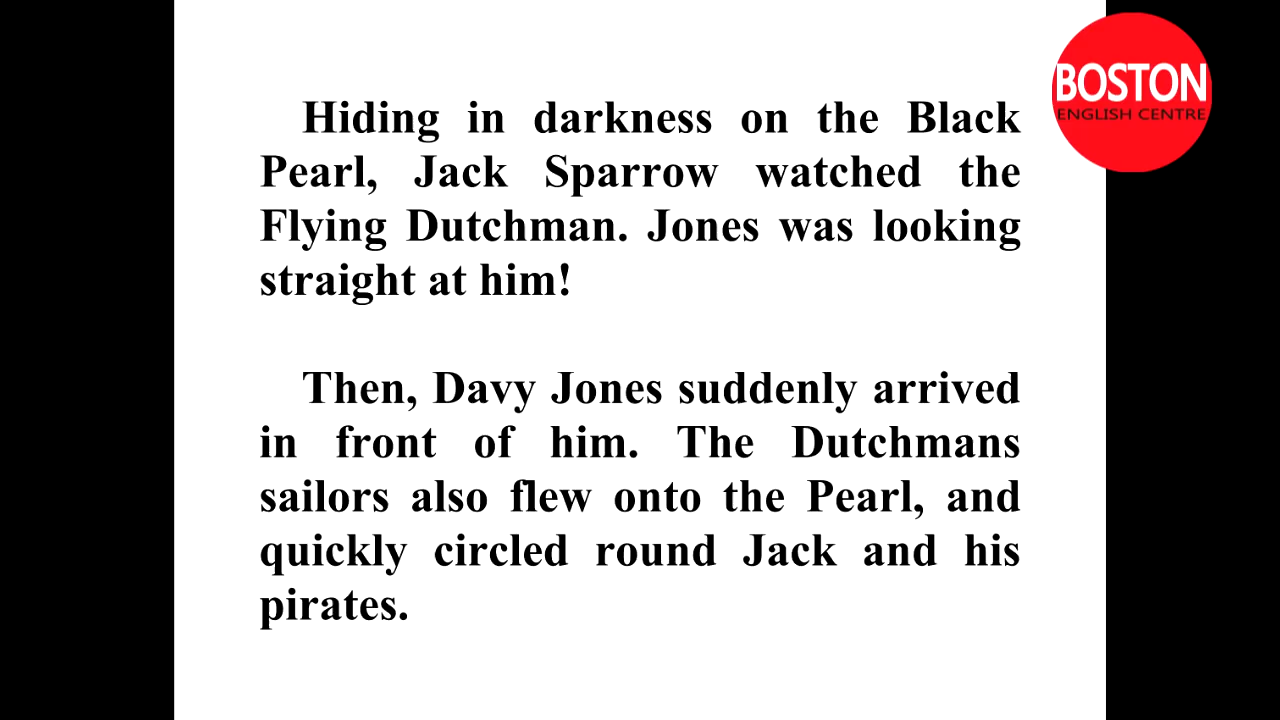 BOSTON
ENGLISH CENTRE
Hiding in darkness on the Black
Pearl, Jack Sparrow watched the
Flying Dutchman. Jones was looking
straight at him!
Then, Davy Jones suddenly arrived
in front of him. The Dutchmans
sailors also flew onto the Pearl, and
quickly circled round Jack and his
pirates.